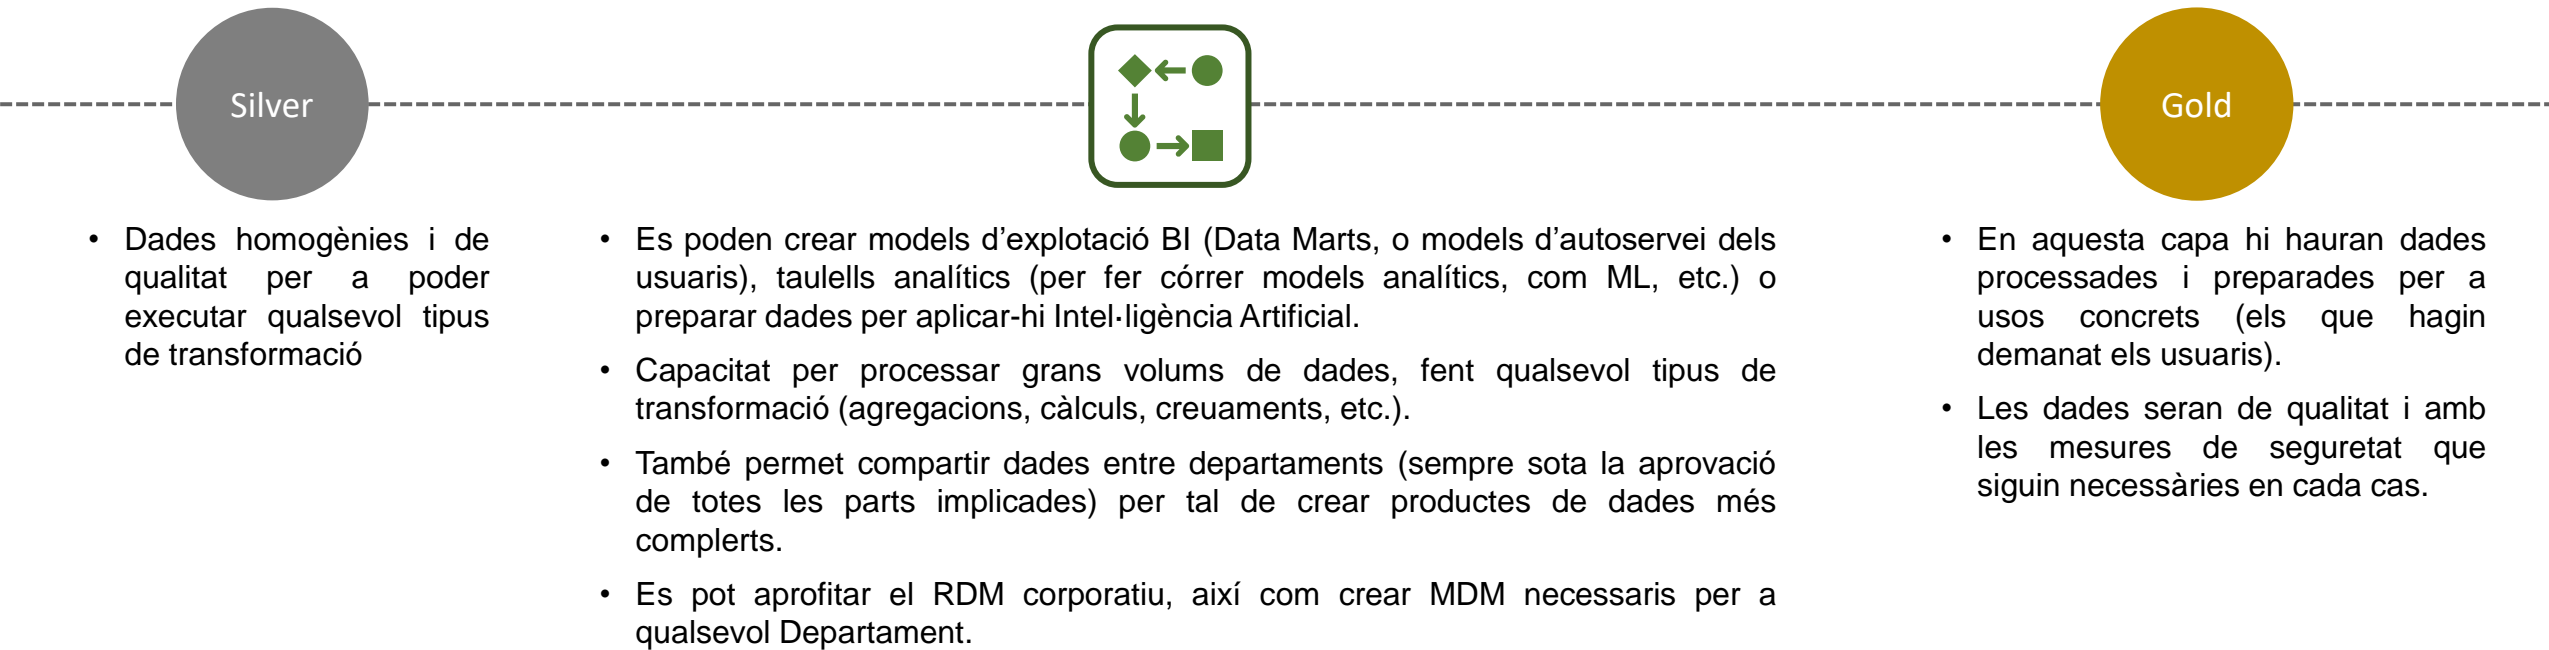 Silver
Gold
• Dades homogènies i de
qualitat per a poder
executar qualsevol tipus
de transformació
• Es poden crear models d’explotació BI (Data Marts, o models d’autoservei dels
usuaris), taulells analítics (per fer córrer models analítics, com ML, etc.) o
preparar dades per aplicar-hi Intel·ligència Artificial.
• Capacitat per processar grans volums de dades, fent qualsevol tipus de
transformació (agregacions, càlculs, creuaments, etc.).
• També permet compartir dades entre departaments (sempre sota la aprovació
de totes les parts implicades) per tal de crear productes de dades més
complerts.
• Es pot aprofitar el RDM corporatiu, així com crear MDM necessaris per a
qualsevol Departament.
• En aquesta capa hi hauran dades
processades i preparades per a
usos concrets (els que hagin
demanat els usuaris).
• Les dades seran de qualitat i amb
les mesures de seguretat que
siguin necessàries en cada cas.